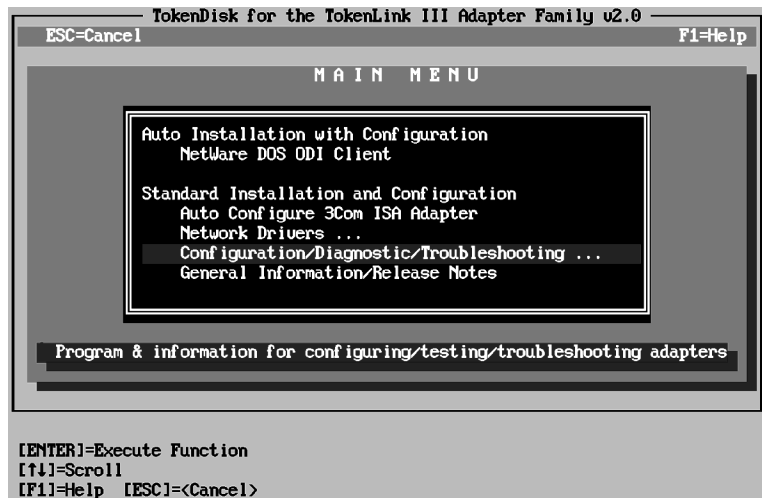 TokenDisk for the TokenLink III Adapter Family v2.0
ESC=Cancel F1=Help
MAIN MENU
Auto Installation with Configuration
NetWare DOS ODI Client
Standard Installation and Configuration
Auto Configure 3Com ISA Adapter
Network Drivers ...
Configuration/Diagnostic/Troubleshooting ...
General Information/Release Notes
Program & information for configuring/testing/troubleshooting adapters
[ENTER]=Execute Function
[↑↓]=Scroll
[F1]=Help [ESC]=<Cancel>